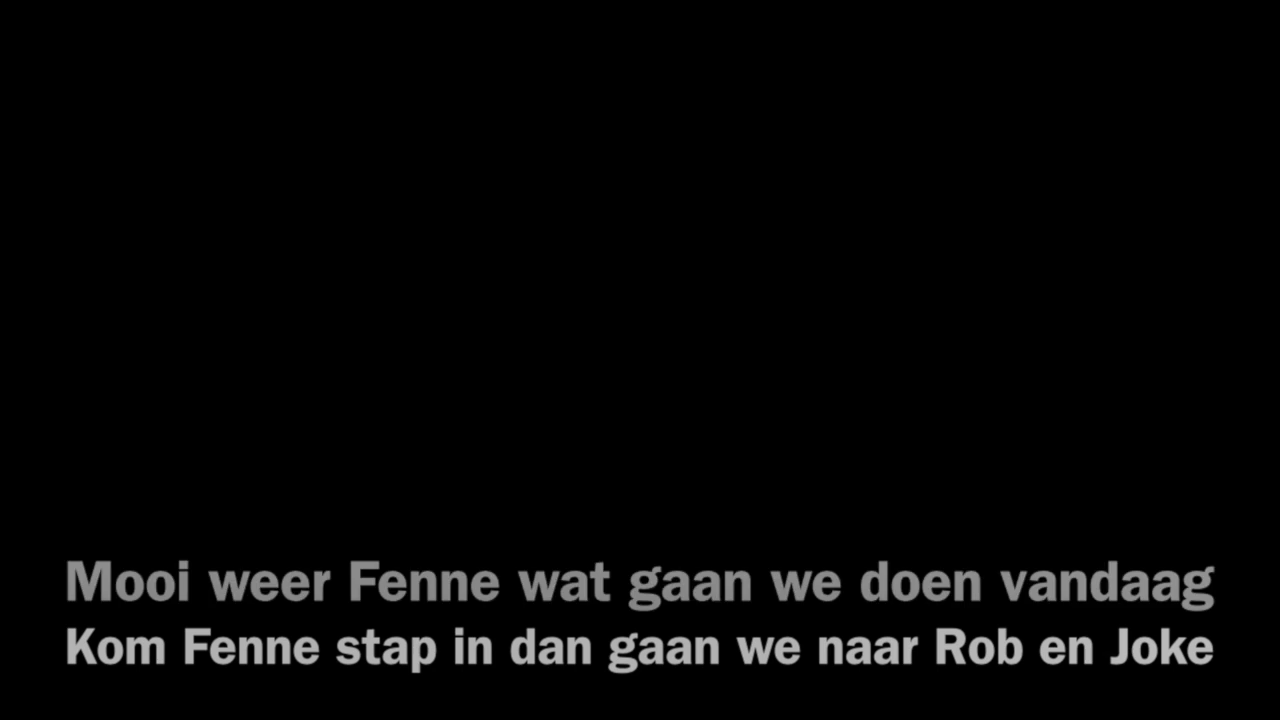 Mooi weer Fenne wat gaan we doen vandaag
Kom Fenne stap in dan gaan we naar Rob en Joke